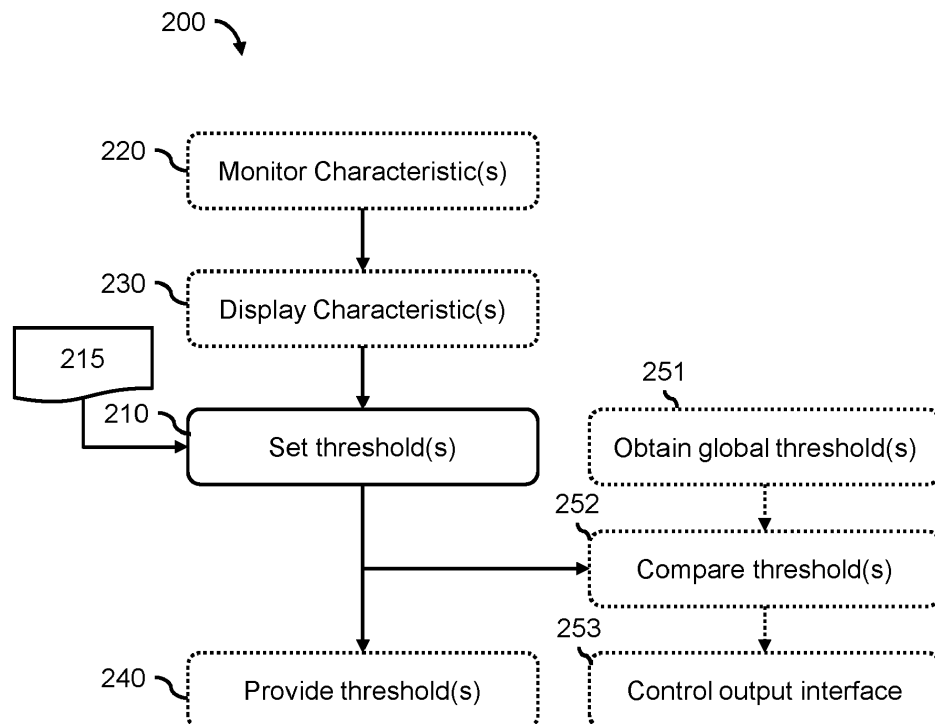 200
220
Monitor Characteristic(s)
230
Display Characteristic(s)
215
210
Set threshold(s)
251
Obtain global threshold(s)
252
Compare threshold(s)
240
Provide threshold(s)
253
Control output interface